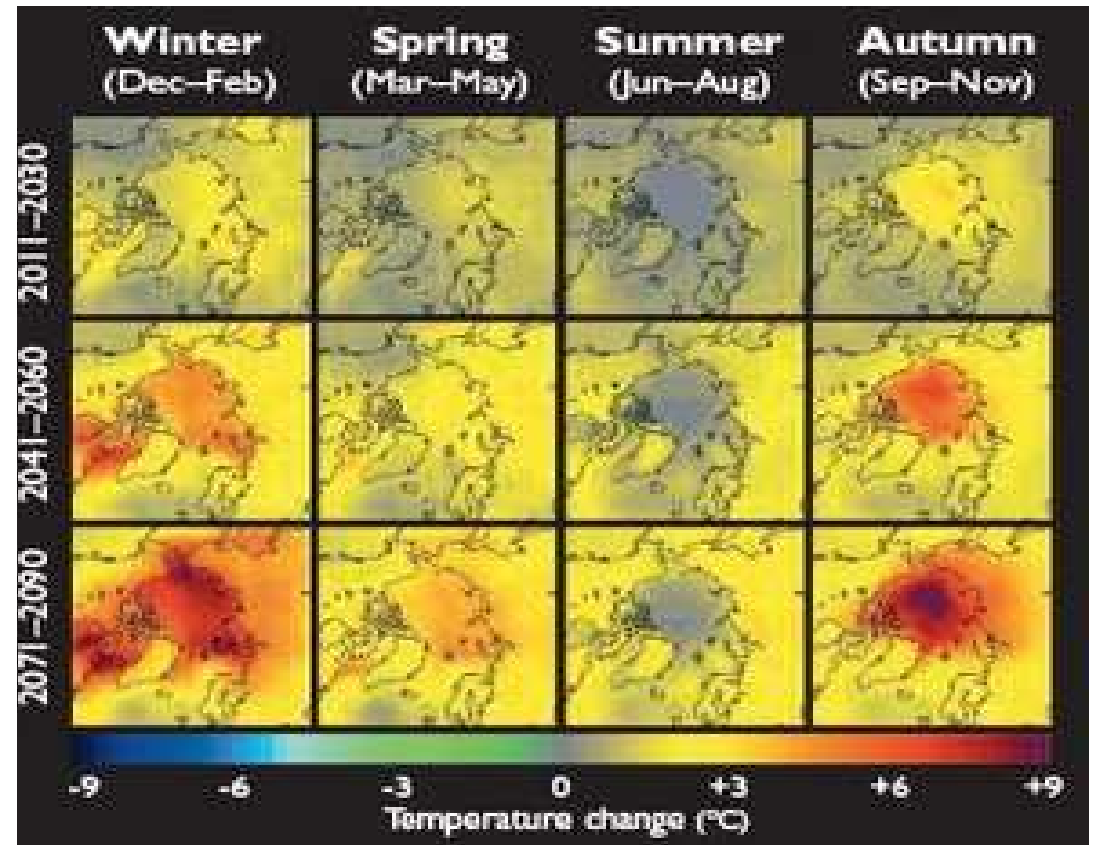 Winter Spring Summer Autumn
(Dec–Feb) (Mar–May) (Jun–Aug) (Sep–Nov)
2011–2030
2041–2060
2071–2090
-9 -6 -3 0 +3 +6 +9
Temperature change (°C)